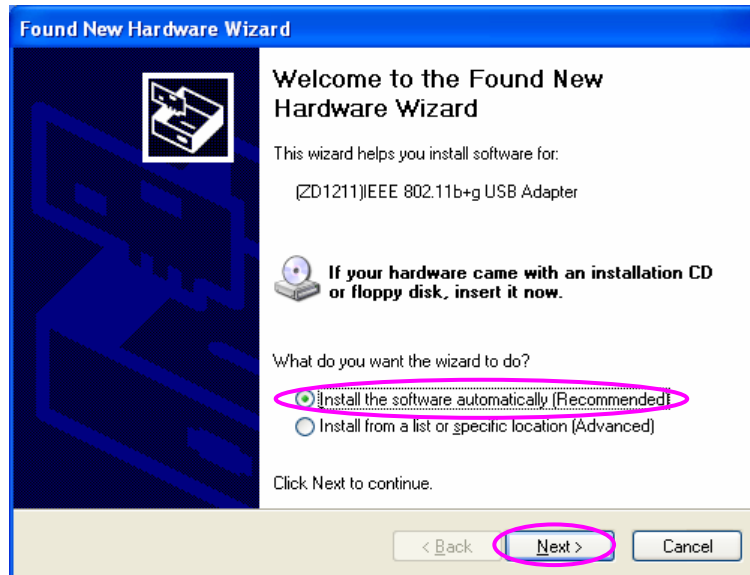 Found New Hardware Wizard
Welcome to the Found New
Hardware Wizard
This wizard helps you install software for:
(ZD1211)IEEE 802.11b+g USB Adapter
If your hardware came with an installation CD
or floppy disk, insert it now.
What do you want the wizard to do?
Install the software automatically (Recommended)
Install from a list or specific location (Advanced)
Click Next to continue.
< Back Next > Cancel